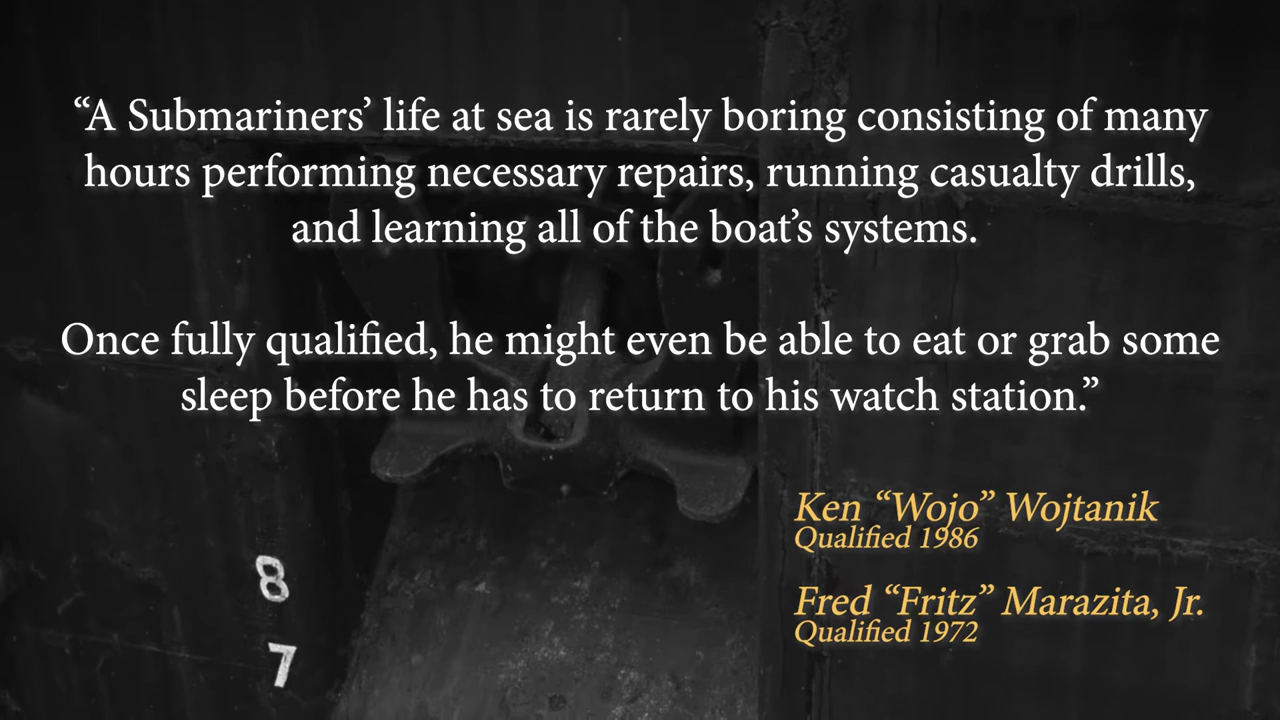 “A Submariners’ life at sea is rarely boring consisting of many
hours performing necessary repairs, running casualty drills,
and learning all of the boat’s systems.
Once fully qualified, he might even be able to eat or grab some
sleep before he has to return to his watch station.”
Ken “Wojo” Wojtanik
Qualified 1986
Fred “Fritz” Marazita, Jr.
Qualified 1972
8
7